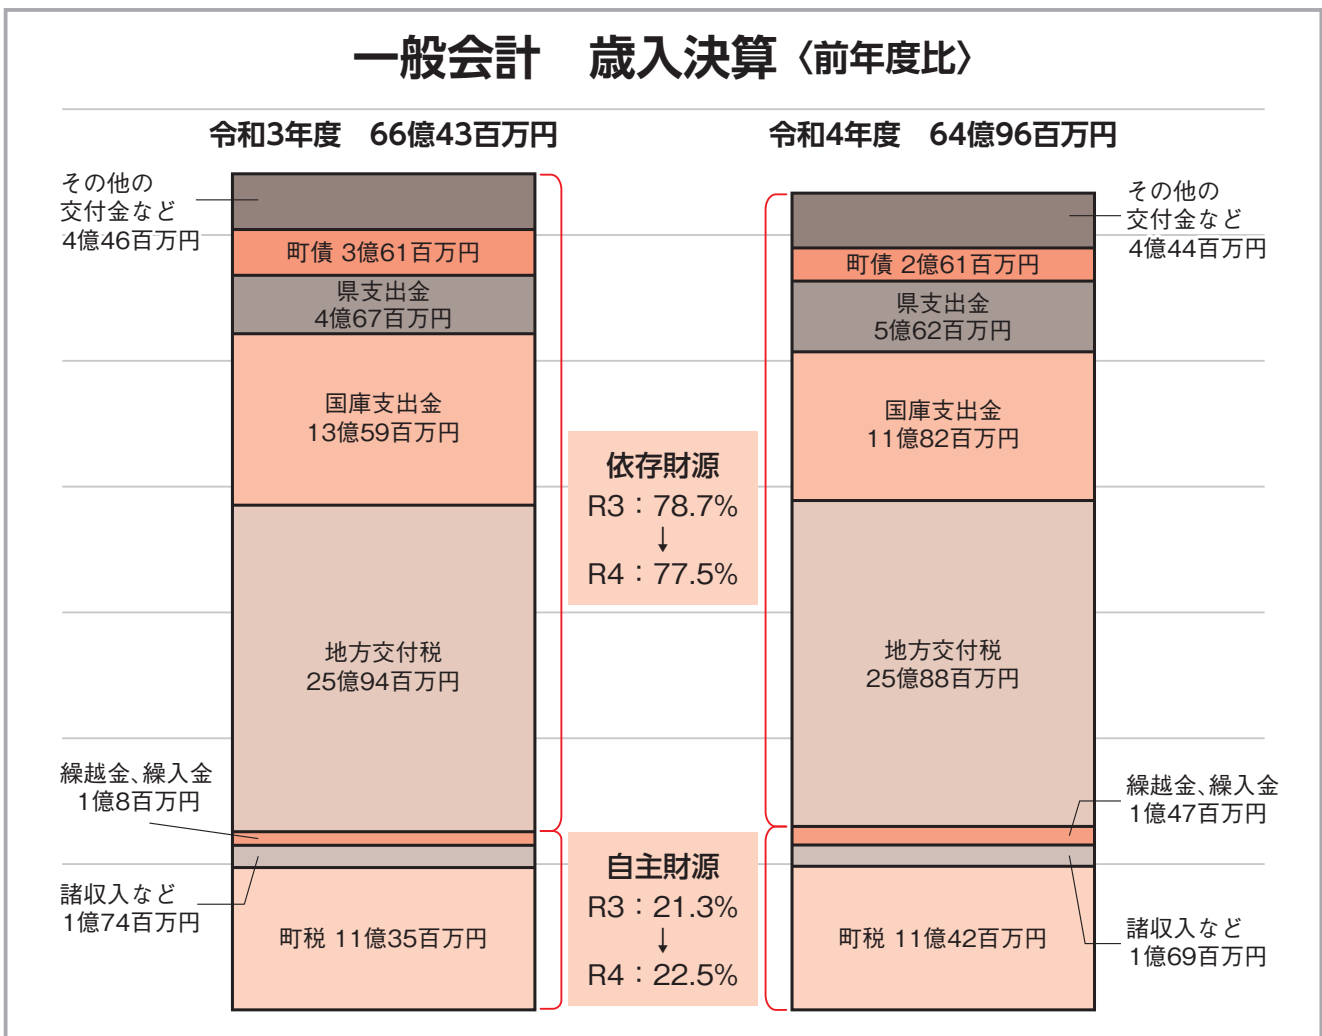 一般会計　歳入決算〈前年度比〉
令和3年度　66億43百万円
その他の
交付金など
4億46百万円
町債 3億61百万円
県支出金
4億67百万円
国庫支出金
13億59百万円
地方交付税
25億94百万円
繰越金、繰入金
1億8百万円
諸収入など
1億74百万円
町税 11億35百万円
依存財源
R3：78.7%
↓
R4：77.5%
自主財源
R3：21.3%
↓
R4：22.5%
令和4年度　64億96百万円
その他の
交付金など
4億44百万円
町債 2億61百万円
県支出金
5億62百万円
国庫支出金
11億82百万円
地方交付税
25億88百万円
繰越金、繰入金
1億47百万円
諸収入など
1億69百万円
町税 11億42百万円